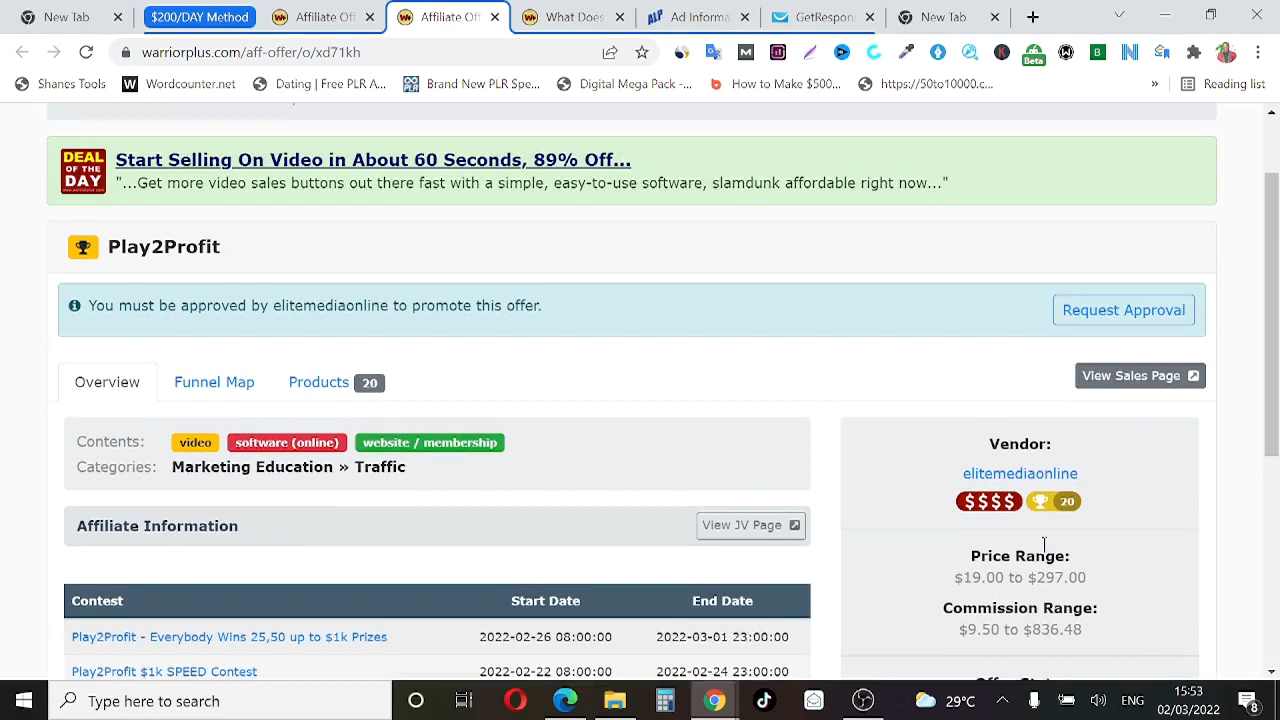 New Tab
$200/DAY Method
Affiliate Of
Affiliate Of
What Does
Ad Informa
GetRespon
New Tab
warriorplus.com/aff-offer/o/xd71kh
Beta
Shanes Tools
Wordcounter.net
Dating | Free PLR A...
Brand New PLR Spe...
Digital Mega Pack -...
How to Make $500...
https://50to10000.c...
»
Reading list
DEAL
OF THE
DAY
Start Selling On Video in About 60 Seconds, 89% Off...
"...Get more video sales buttons out there fast with a simple, easy-to-use software, slamdunk affordable right now..."
Play2Profit
You must be approved by elitemediaonline to promote this offer.
Request Approval
Overview
Funnel Map
Products 20
View Sales Page
Contents: video software (online) website / membership
Categories: Marketing Education » Traffic
Affiliate Information
View JV Page
Contest Start Date End Date
Play2Profit - Everybody Wins 25,50 up to $1k Prizes 2022-02-26 08:00:00 2022-03-01 23:00:00
Play2Profit $1k SPEED Contest 2022-02-22 08:00:00 2022-02-24 23:00:00
Vendor:
elitemediaonline
$$$$ 20
Price Range:
$19.00 to $297.00
Commission Range:
$9.50 to $836.48
Type here to search
29°C
ENG
15:53
02/03/2022
8